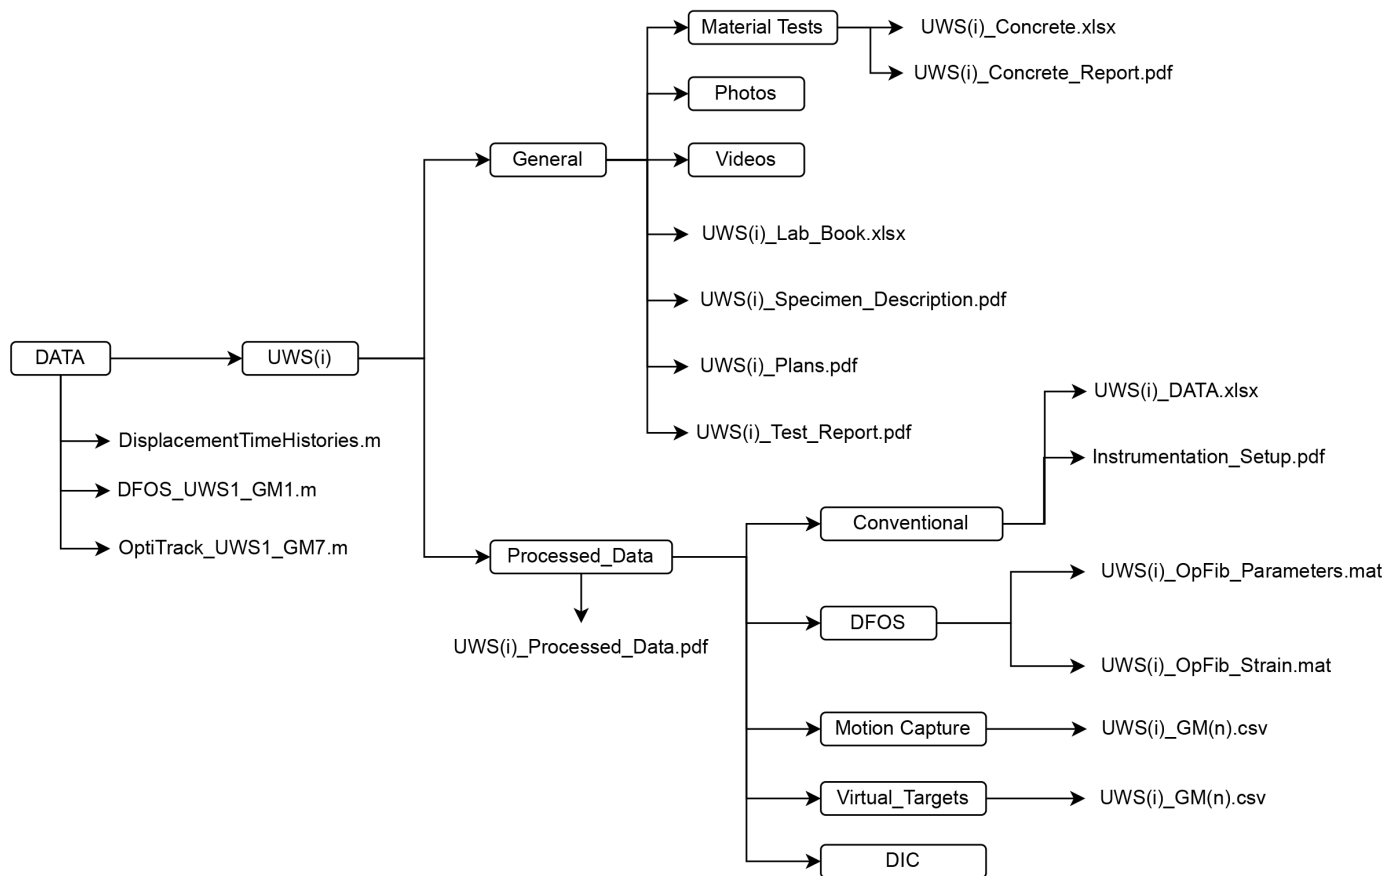 Material Tests
UWS(i)_Concrete.xlsx
UWS(i)_Concrete_Report.pdf
Photos
General
Videos
UWS(i)_Lab_Book.xlsx
UWS(i)_Specimen_Description.pdf
DATA
UWS(i)
UWS(i)_Plans.pdf
UWS(i)_DATA.xlsx
DisplacementTimeHistories.m
UWS(i)_Test_Report.pdf
Instrumentation_Setup.pdf
DFOS_UWS1_GM1.m
Conventional
OptiTrack_UWS1_GM7.m
Processed_Data
UWS(i)_OpFib_Parameters.mat
DFOS
UWS(i)_Processed_Data.pdf
UWS(i)_OpFib_Strain.mat
Motion Capture
UWS(i)_GM(n).csv
Virtual_Targets
UWS(i)_GM(n).csv
DIC